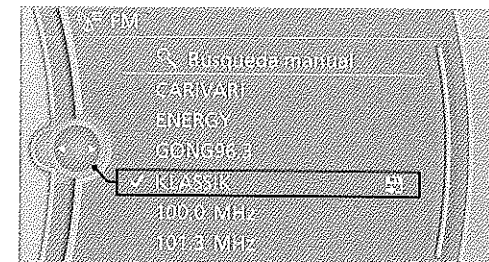 FM
Búsqueda manual
CARIVARI
ENERGY
GONG96.3
KLASSIK
100.0 MHz
101.3 MHz